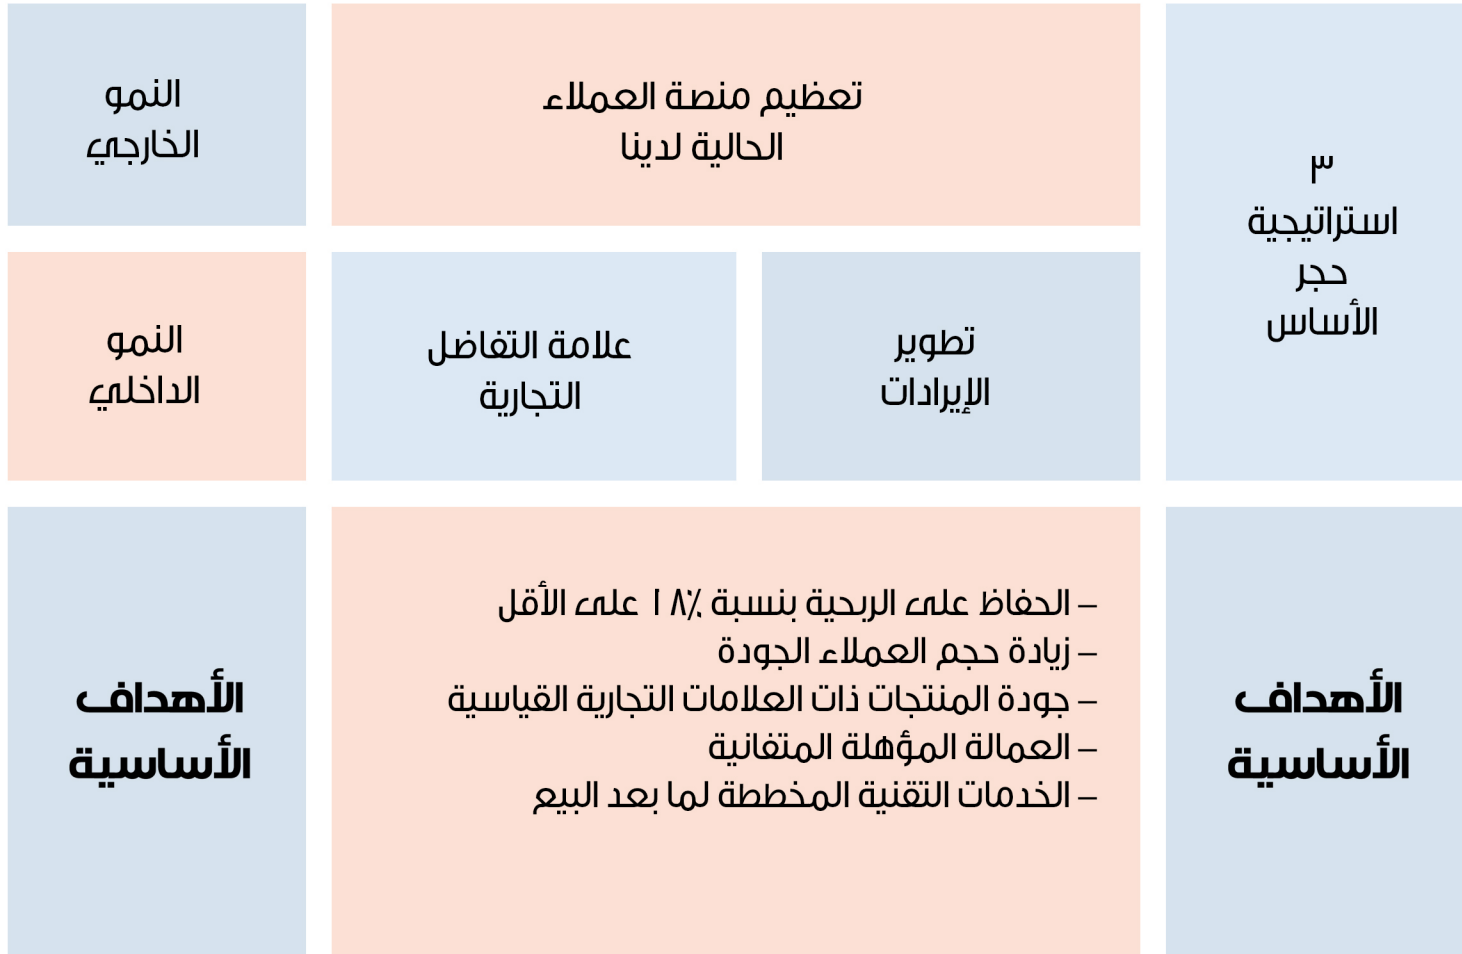 ٣
استراتيجية
حجر
الأساس
تعظيم منصة العملاء
الحالية لدينا
النمو
الخارجي
تطوير
الإيرادات
علامة التفاضل
التجارية
النمو
الداخلي
الأهداف
الأساسية
– الحفاظ على الربحية بنسبة ١٨٪ على الأقل
– زيادة حجم العملاء الجودة
– جودة المنتجات ذات العلامات التجارية القياسية
– العمالة المؤهلة المتفانية
– الخدمات التقنية المخططة لما بعد البيع
الأهداف
الأساسية